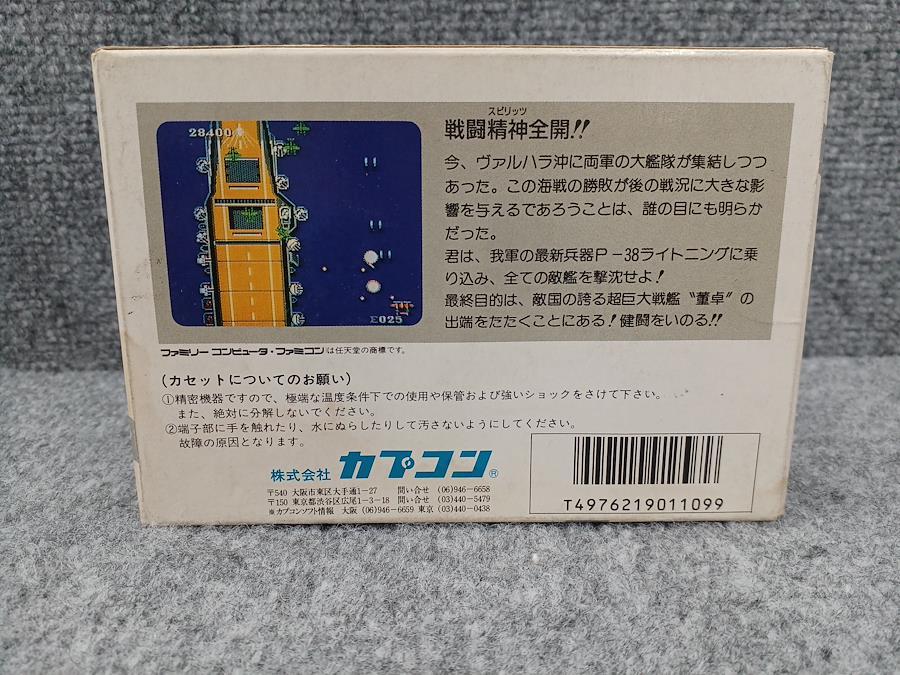 28400
E025
スピリッツ
戦闘精神全開!!
今、ヴァルハラ沖に両軍の大艦隊が集結しつつ
あった。この海戦の勝敗が後の戦況に大きな影
響を与えるであろうことは、誰の目にも明らか
だった。
君は、我軍の最新兵器P-38ライトニングに乗
り込み、全ての敵艦を撃沈せよ!
最終目的は、敵国の誇る超巨大戦艦〝董卓〟の
出端をたたくことにある!健闘をいのる!!
ファミリーコンピュータ・ファミコンは任天堂の商標です。
(カセットについてのお願い)
①精密機器ですので、極端な温度条件下での使用や保管および強いショックをさけて下さい。
また、絶対に分解しないでください。
②端子部に手を触れたり、水にぬらしたりして汚さないようにしてください。
故障の原因となります。
株式会社 カプコン®
〒540 大阪市東区大手通1-27 問い合せ (06)946-6658
〒150 東京都渋谷区広尾1-3-18 問い合せ (03)440-5479
※カプコンソフト情報 大阪 (06)946-6659 東京 (03)440-0438
T4976219011099